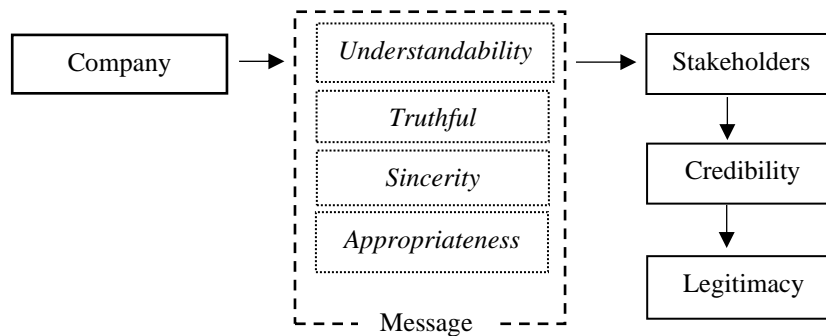 Company
Understandability
Truthful
Sincerity
Appropriateness
Message
Stakeholders
Credibility
Legitimacy